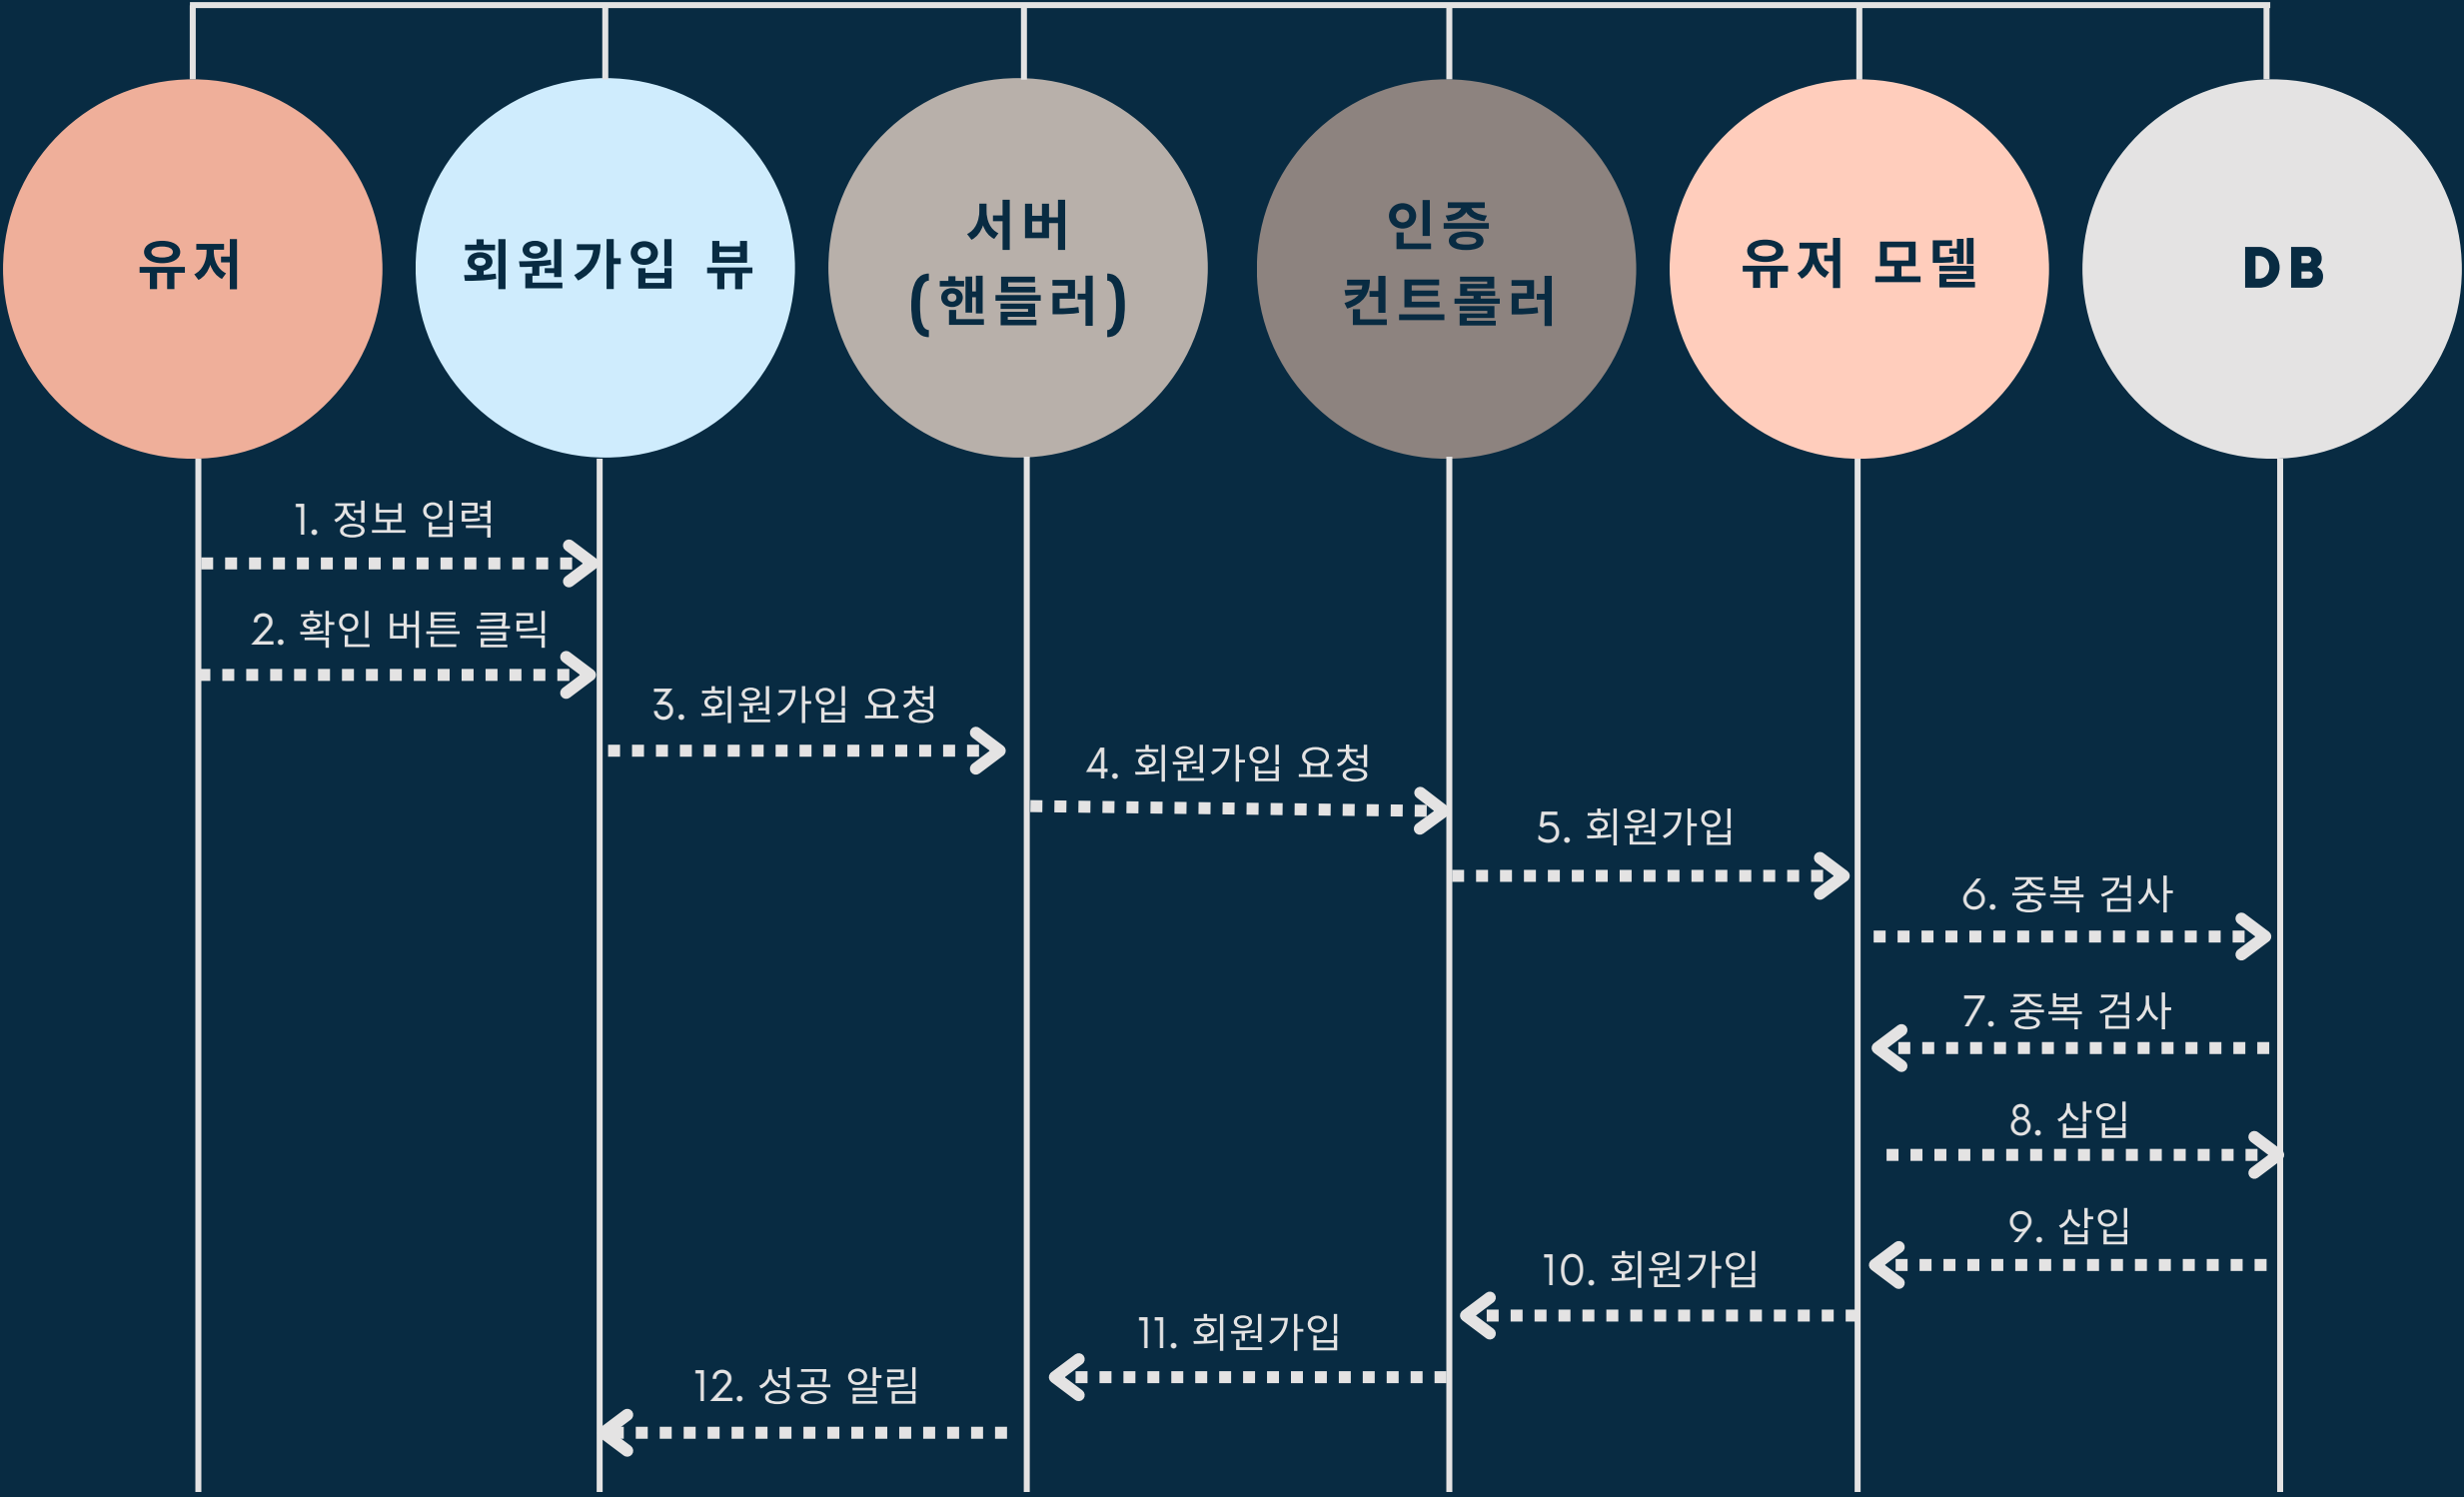 유저
회원가입 뷰
서버
(핸들러)
인증
컨트롤러
유저 모델
DB
1. 정보 입력
2. 확인 버튼 클릭
3. 회원가입 요청
4. 회원가입 요청
5. 회원가입
6. 중복 검사
7. 중복 검사
8. 삽입
9. 삽입
10. 회원가입
11. 회원가입
12. 성공 알림